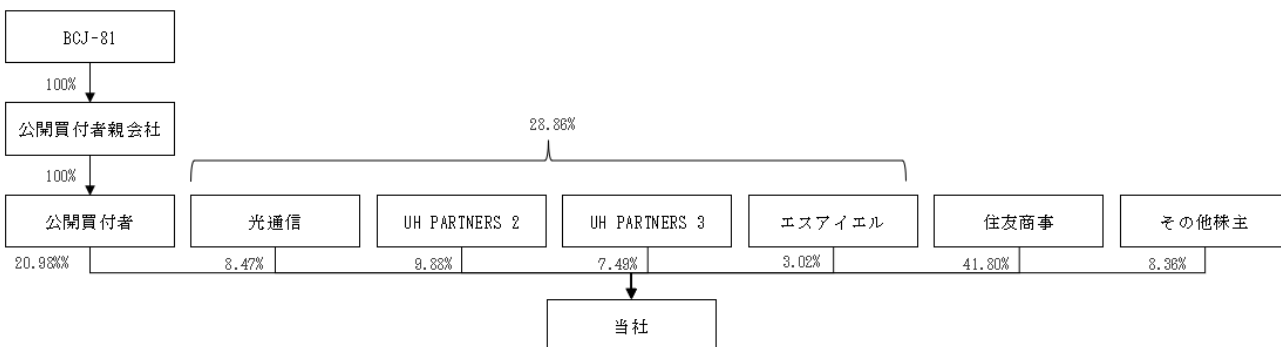 BCJ-81
100%
公開買付者親会社
28.86%
100%
公開買付者
光通信
UH PARTNERS 2
UH PARTNERS 3
エスアイエル
住友商事
その他株主
20.98%%
8.47%
9.88%
7.49%
3.02%
41.80%
8.36%
当社